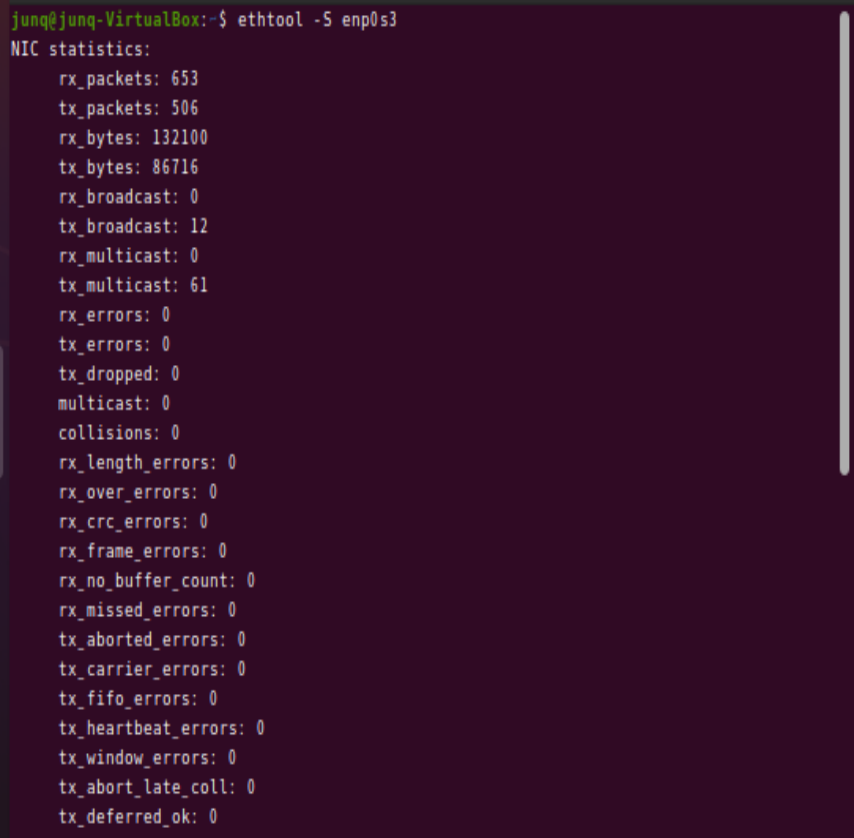 junq@junq-VirtualBox:~$ ethtool -S enp0s3
NIC statistics:
     rx_packets: 653
     tx_packets: 506
     rx_bytes: 132100
     tx_bytes: 86716
     rx_broadcast: 0
     tx_broadcast: 12
     rx_multicast: 0
     tx_multicast: 61
     rx_errors: 0
     tx_errors: 0
     tx_dropped: 0
     multicast: 0
     collisions: 0
     rx_length_errors: 0
     rx_over_errors: 0
     rx_crc_errors: 0
     rx_frame_errors: 0
     rx_no_buffer_count: 0
     rx_missed_errors: 0
     tx_aborted_errors: 0
     tx_carrier_errors: 0
     tx_fifo_errors: 0
     tx_heartbeat_errors: 0
     tx_window_errors: 0
     tx_abort_late_coll: 0
     tx_deferred_ok: 0